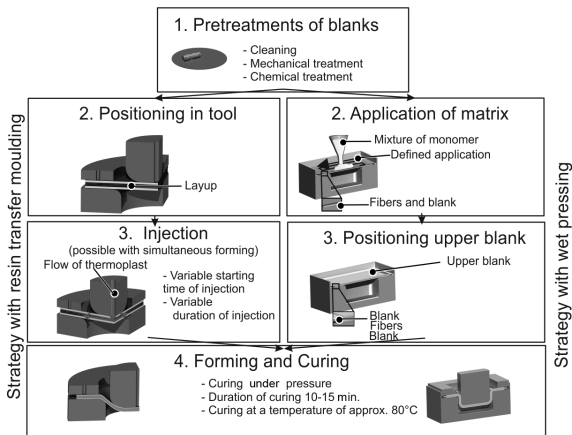 1. Pretreatments of blanks
- Cleaning
- Mechanical treatment
- Chemical treatment
Strategy with resin transfer moulding
2. Positioning in tool
Layup
3. Injection
(possible with simultaneous forming)
Flow of thermoplast
- Variable starting
time of injection
- Variable
duration of injection
2. Application of matrix
Mixture of monomer
Defined application
Fibers and blank
3. Positioning upper blank
Upper blank
Blank
Fibers
Blank
Strategy with wet pressing
4. Forming and Curing
- Curing under pressure
- Duration of curing 10-15 min.
- Curing at a temperature of approx. 80°C